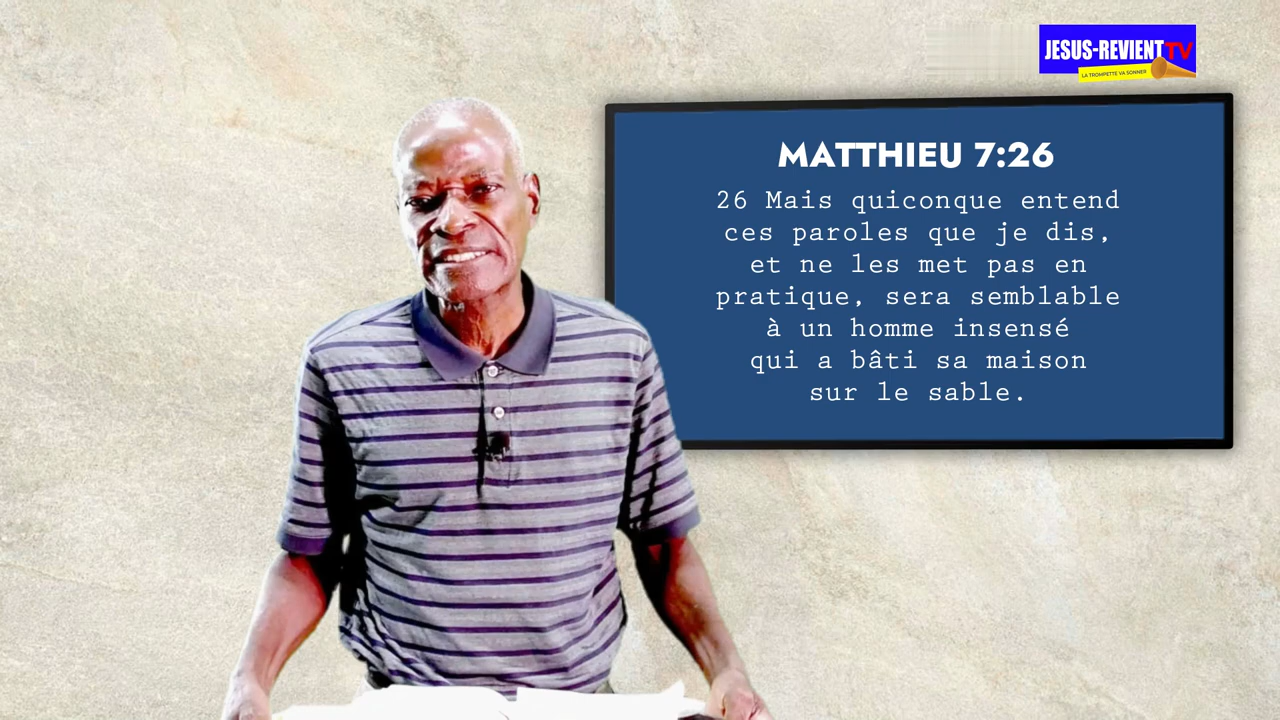 JESUS-REVIENT TV
LA TROMPETTE VA SONNER
MATTHIEU 7:26
26 Mais quiconque entend
ces paroles que je dis,
et ne les met pas en
pratique, sera semblable
à un homme insensé
qui a bâti sa maison
sur le sable.